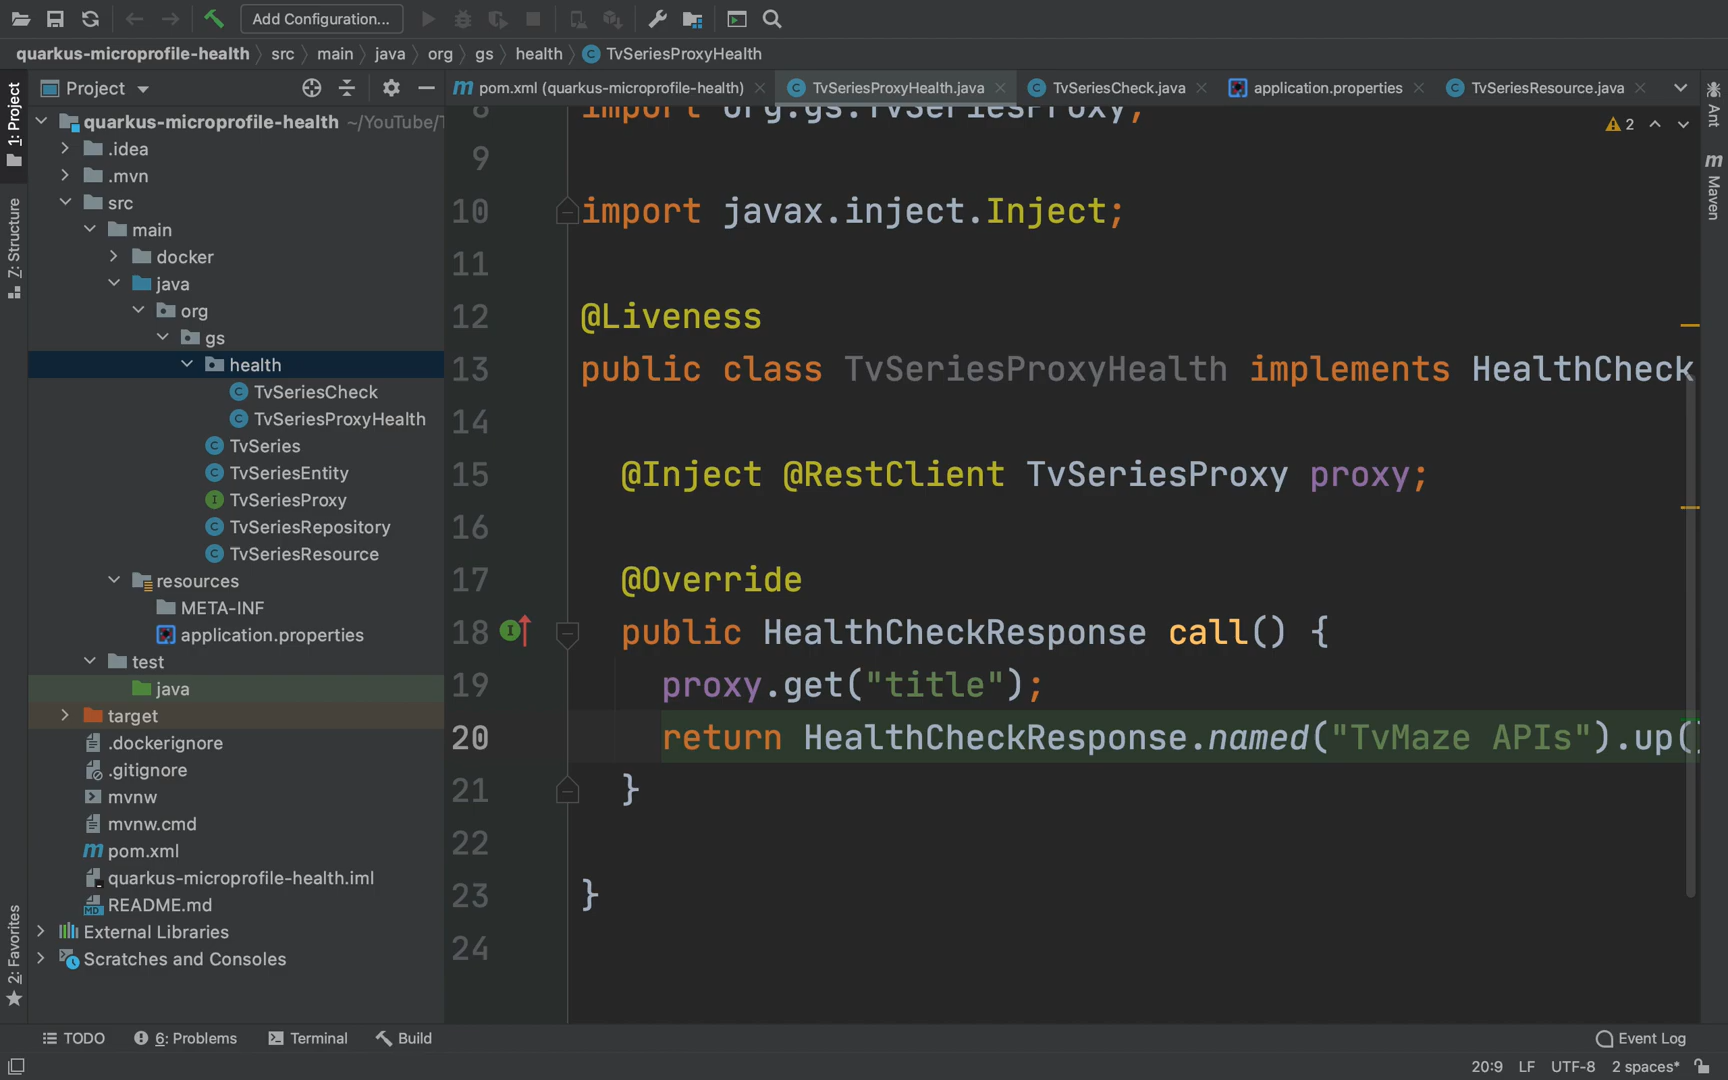 Add Configuration...
quarkus-microprofile-health src main java org gs health TvSeriesProxyHealth
1: Project
7: Structure
2: Favorites
Project
pom.xml (quarkus-microprofile-health)
TvSeriesProxyHealth.java
TvSeriesCheck.java
application.properties
TvSeriesResource.java
Ant
Maven
quarkus-microprofile-health ~/YouTube/T
.idea
.mvn
src
main
docker
java
org
gs
health
TvSeriesCheck
TvSeriesProxyHealth
TvSeries
TvSeriesEntity
TvSeriesProxy
TvSeriesRepository
TvSeriesResource
resources
META-INF
application.properties
test
java
target
.dockerignore
.gitignore
mvnw
mvnw.cmd
pom.xml
quarkus-microprofile-health.iml
README.md
External Libraries
Scratches and Consoles
2
8 import org.gs.TvSeriesProxy;
9
10 import javax.inject.Inject;
11
12 @Liveness
13 public class TvSeriesProxyHealth implements HealthCheck
14
15 @Inject @RestClient TvSeriesProxy proxy;
16
17 @Override
18 public HealthCheckResponse call() {
19 proxy.get("title");
20 return HealthCheckResponse.named("TvMaze APIs").up(
21 }
22
23 }
24
TODO
6: Problems
Terminal
Build
Event Log
20:9 LF UTF-8 2 spaces*